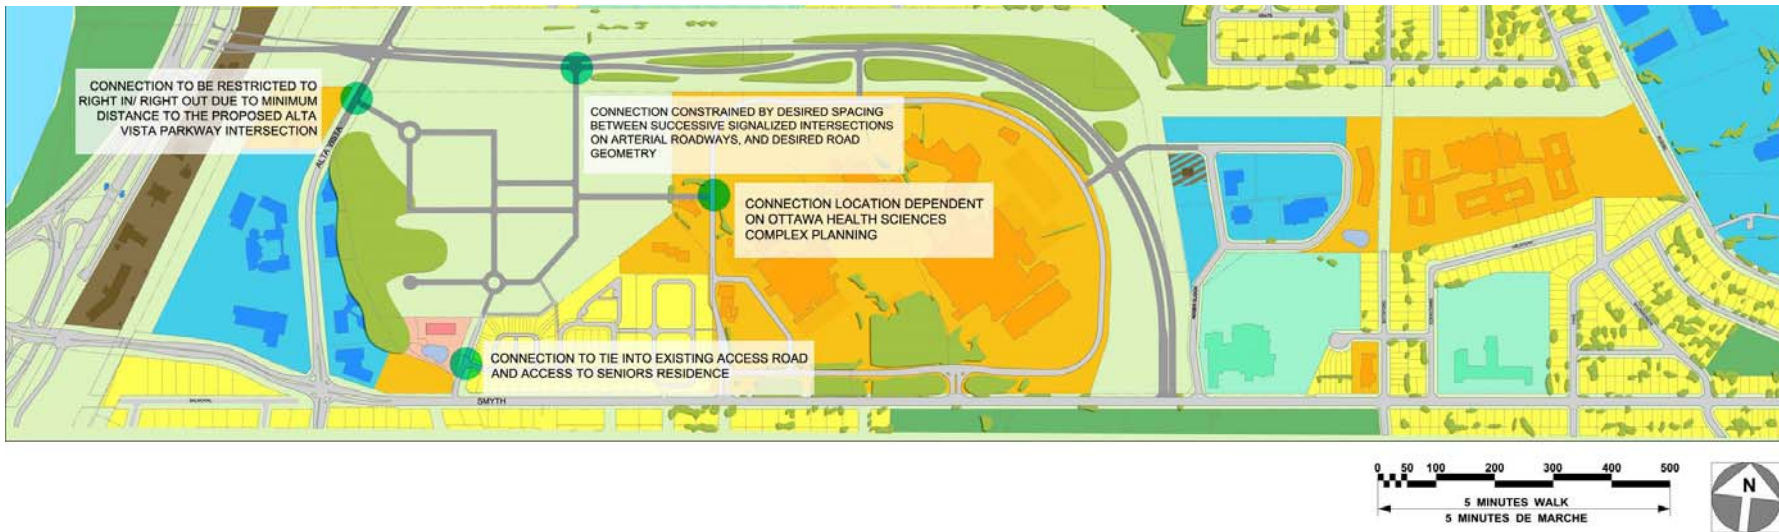 CONNECTION TO BE RESTRICTED TO
RIGHT IN/ RIGHT OUT DUE TO MINIMUM
DISTANCE TO THE PROPOSED ALTA
VISTA PARKWAY INTERSECTION
CONNECTION CONSTRAINED BY DESIRED SPACING
BETWEEN SUCCESSIVE SIGNALIZED INTERSECTIONS
ON ARTERIAL ROADWAYS, AND DESIRED ROAD
GEOMETRY
ALTA VISTA
CONNECTION LOCATION DEPENDENT
ON OTTAWA HEALTH SCIENCES
COMPLEX PLANNING
CONNECTION TO TIE INTO EXISTING ACCESS ROAD
AND ACCESS TO SENIORS RESIDENCE
SMYTH
0 50 100 200 300 400 500
5 MINUTES WALK
5 MINUTES DE MARCHE
N